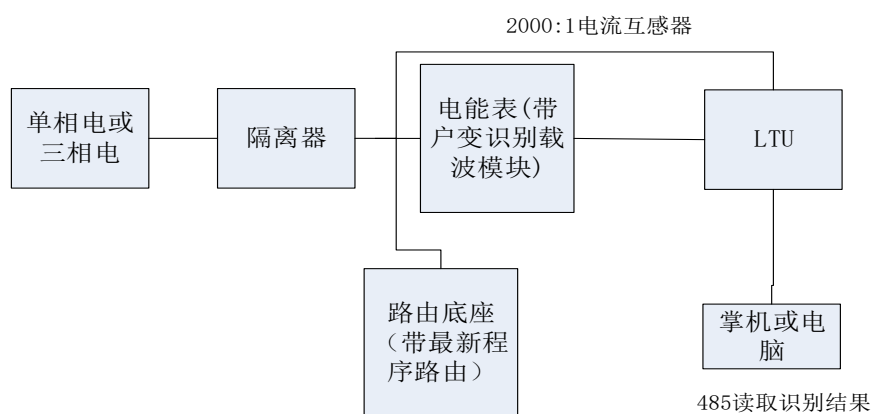 2000:1电流互感器
单相电或
三相电
隔离器
电能表(带
户变识别载
波模块)
LTU
路由底座
（带最新程
序路由）
掌机或电
脑
485读取识别结果